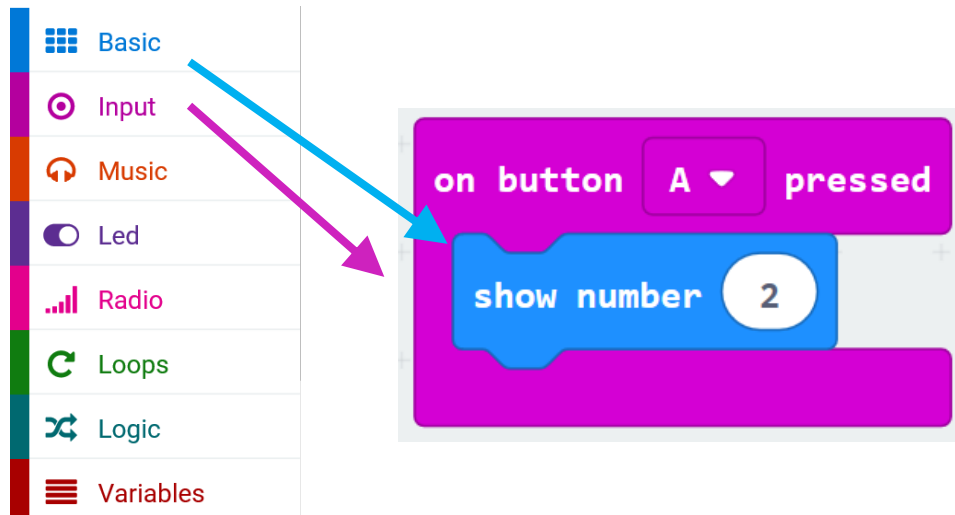 Basic
Input
Music
Led
Radio
Loops
Logic
Variables
on button A pressed
show number 2